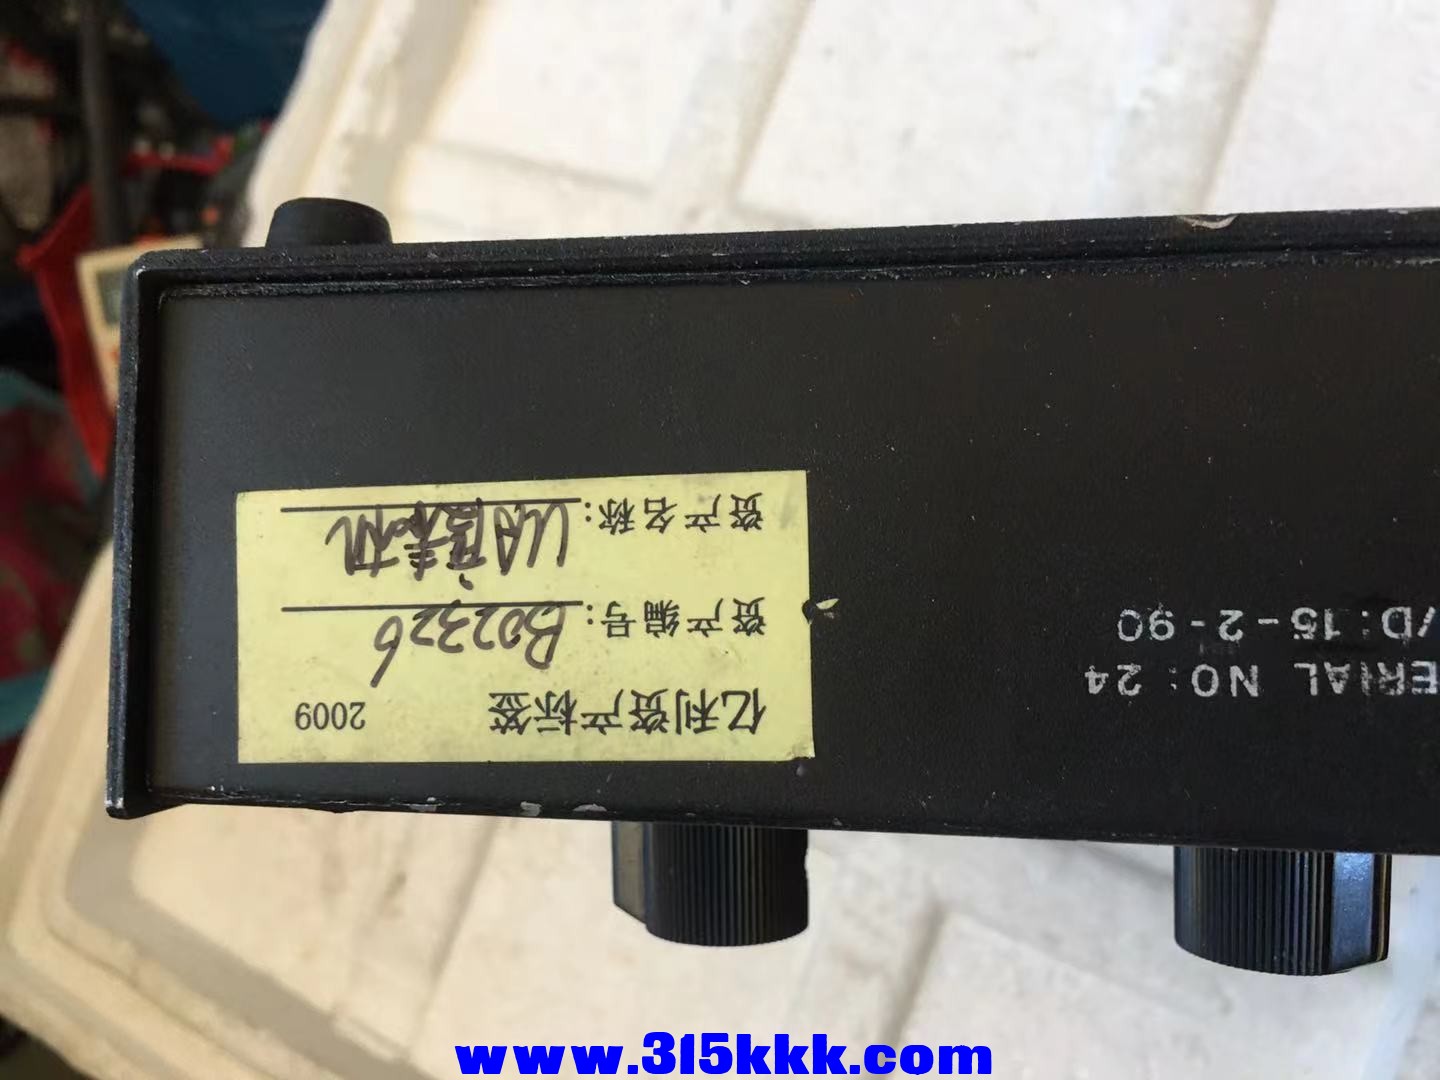 亿利资产标签 2009
资产编号: B02326
资产名称:
ERIAL NO: 24
/D: 15-2-90
www.315kkk.com